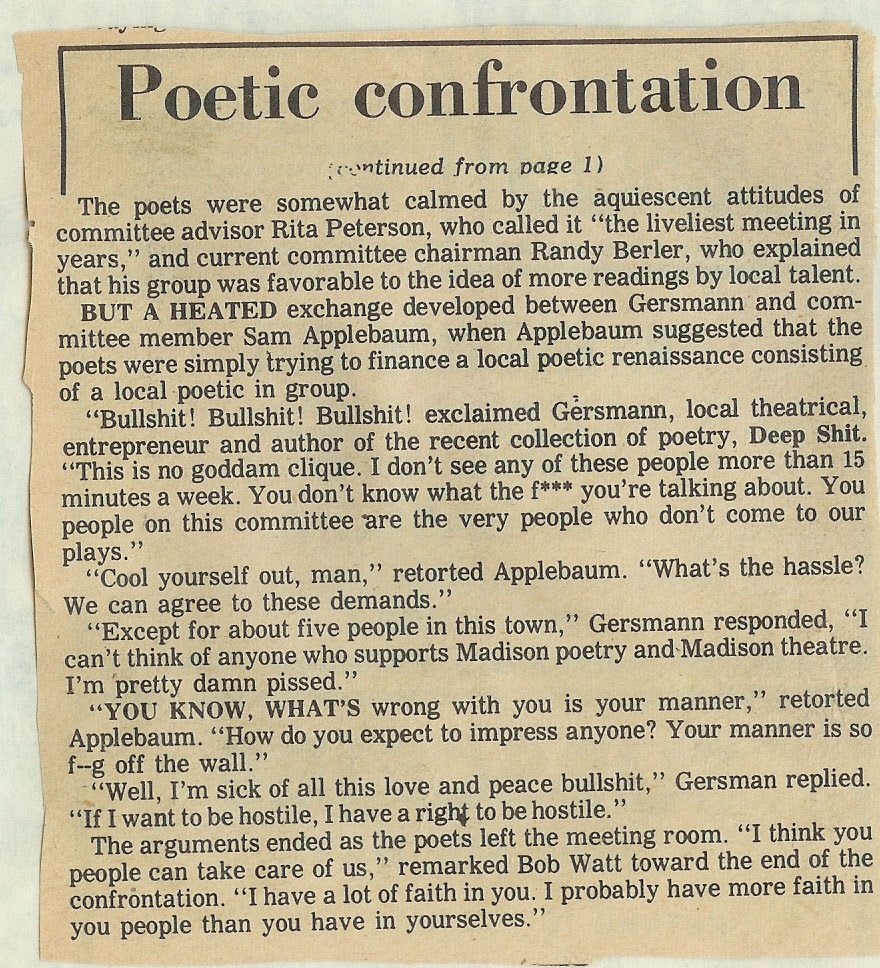 Poetic confrontation
(continued from page 1)
The poets were somewhat calmed by the aquiescent attitudes of
committee advisor Rita Peterson, who called it “the liveliest meeting in
years,” and current committee chairman Randy Berler, who explained
that his group was favorable to the idea of more readings by local talent.
BUT A HEATED exchange developed between Gersmann and com-
mittee member Sam Applebaum, when Applebaum suggested that the
poets were simply trying to finance a local poetic renaissance consisting
of a local poetic in group.
“Bullshit! Bullshit! Bullshit! exclaimed Gersmann, local theatrical,
entrepreneur and author of the recent collection of poetry, Deep Shit.
“This is no goddam clique. I don’t see any of these people more than 15
minutes a week. You don’t know what the f*** you’re talking about. You
people on this committee are the very people who don’t come to our
plays.”
“Cool yourself out, man,” retorted Applebaum. “What’s the hassle?
We can agree to these demands.”
“Except for about five people in this town,” Gersmann responded, “I
can’t think of anyone who supports Madison poetry and Madison theatre.
I’m pretty damn pissed.”
“YOU KNOW, WHAT’S wrong with you is your manner,” retorted
Applebaum. “How do you expect to impress anyone? Your manner is so
f--g off the wall.”
“Well, I’m sick of all this love and peace bullshit,” Gersman replied.
“If I want to be hostile, I have a right to be hostile.”
The arguments ended as the poets left the meeting room. “I think you
people can take care of us,” remarked Bob Watt toward the end of the
confrontation. “I have a lot of faith in you. I probably have more faith in
you people than you have in yourselves.”